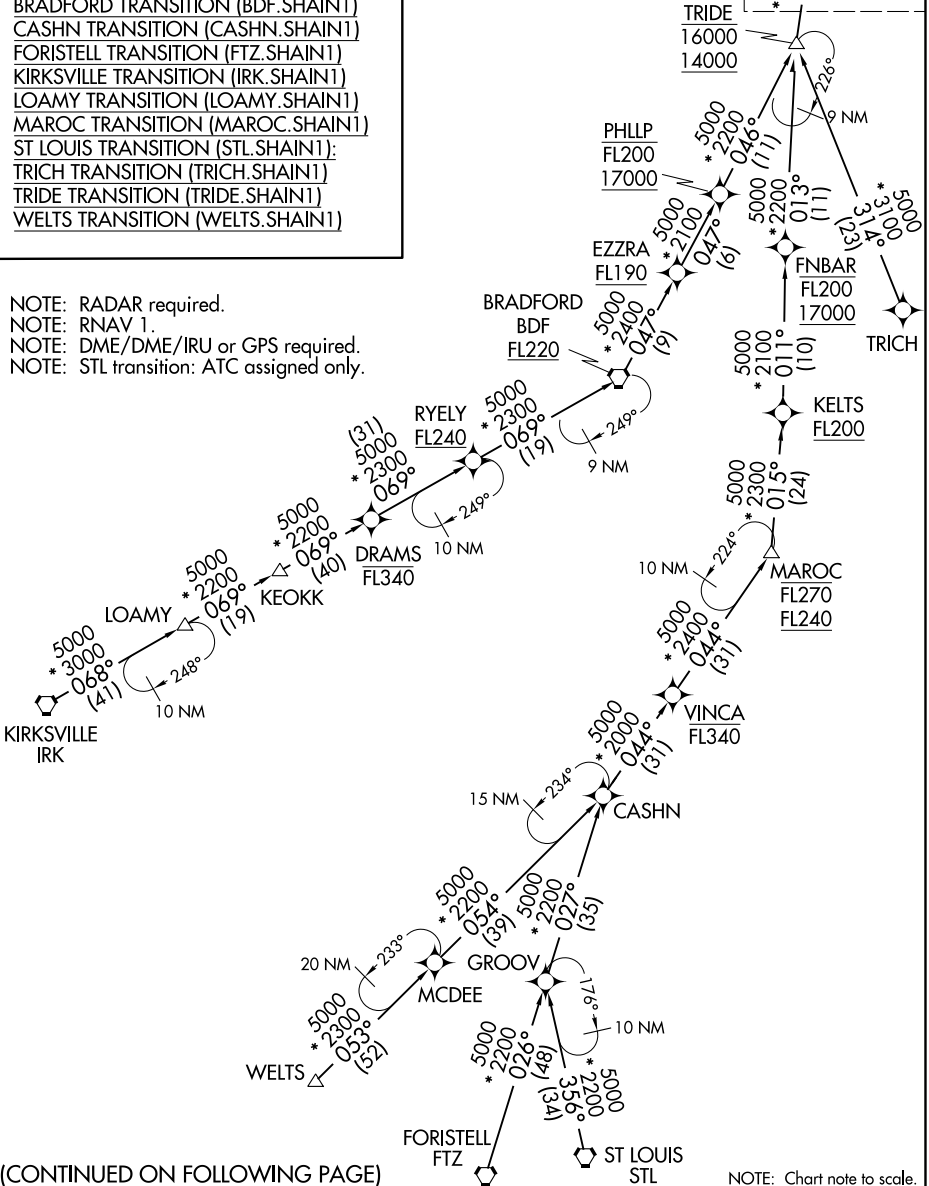 BRADFORD TRANSITION (BDF.SHAIN1)
CASHN TRANSITION (CASHN.SHAIN1)
FORISTELL TRANSITION (FTZ.SHAIN1)
KIRKSVILLE TRANSITION (IRK.SHAIN1)
LOAMY TRANSITION (LOAMY.SHAIN1)
MAROC TRANSITION (MAROC.SHAIN1)
ST LOUIS TRANSITION (STL.SHAIN1):
TRICH TRANSITION (TRICH.SHAIN1)
TRIDE TRANSITION (TRIDE.SHAIN1)
WELTS TRANSITION (WELTS.SHAIN1)
NOTE: RADAR required.
NOTE: RNAV 1.
NOTE: DME/DME/IRU or GPS required.
NOTE: STL transition: ATC assigned only.
*
TRIDE
16000
14000
226°
9 NM
5000
* 2200
046°
(11)
PHLLP
FL200
17000
5000
* 2200
013°
(11)
5000
* 3100
314°
(23)
TRICH
5000
* 2100
047°
(6)
EZZRA
FL190
FNBAR
FL200
17000
5000
* 2400
047°
(9)
BRADFORD
BDF
FL220
249°
9 NM
5000
* 2100
011°
(10)
KELTS
FL200
5000
* 2300
069°
(19)
RYELY
FL240
249°
10 NM
(31)
5000
* 2300
069°
DRAMS
FL340
5000
* 2200
069°
(40)
KEOKK
5000
* 2200
069°
(19)
LOAMY
248°
10 NM
5000
* 3000
068°
(41)
KIRKSVILLE
IRK
5000
* 2300
015°
(24)
224°
10 NM
MAROC
FL270
FL240
5000
* 2400
044°
(31)
VINCA
FL340
5000
* 2000
044°
(31)
234°
15 NM
CASHN
5000
* 2200
054°
(39)
5000
* 2200
027°
(35)
233°
20 NM
MCDEE
GROOV
176°
10 NM
5000
* 2300
053°
(52)
WELTS
5000
* 2200
026°
(48)
5000
* 2200
356°
(34)
FORISTELL
FTZ
ST LOUIS
STL
(CONTINUED ON FOLLOWING PAGE)
NOTE: Chart note to scale.